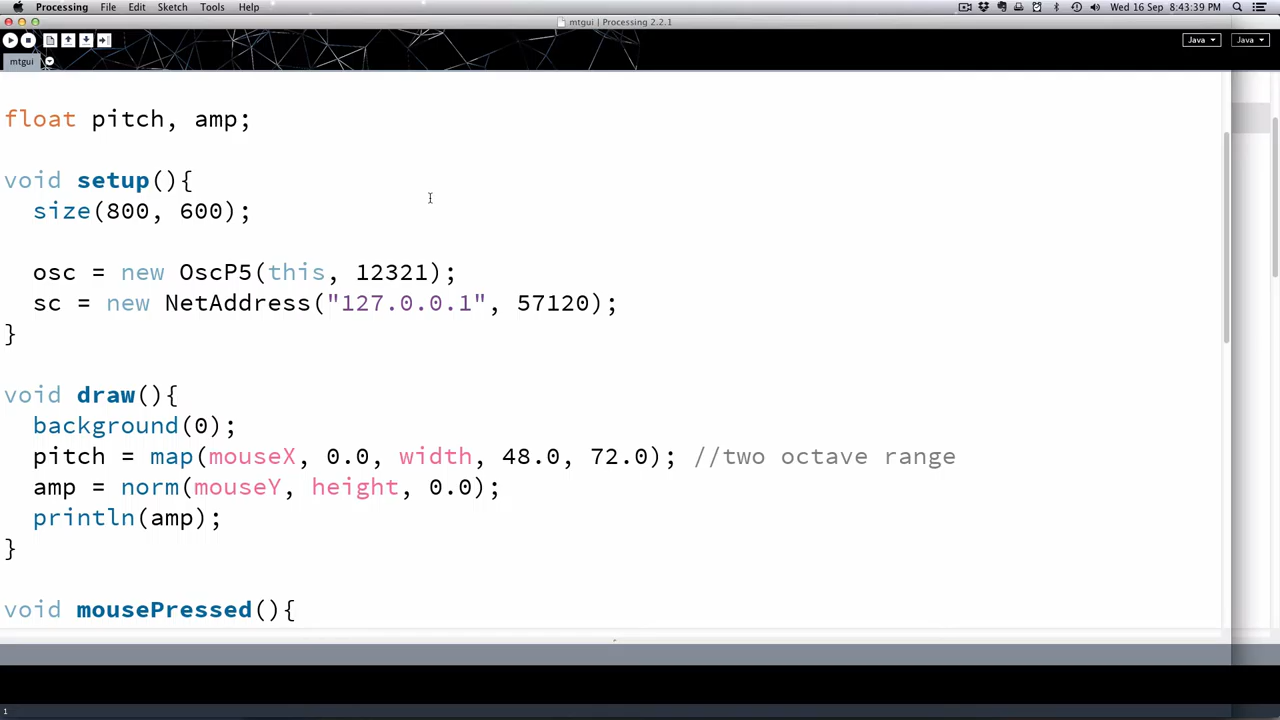 Processing File Edit Sketch Tools Help Wed 16 Sep 8:43:39 PM
mtgui | Processing 2.2.1
Java Java
mtgui
float pitch, amp;
void setup(){
size(800, 600);
osc = new OscP5(this, 12321);
sc = new NetAddress("127.0.0.1", 57120);
}
void draw(){
background(0);
pitch = map(mouseX, 0.0, width, 48.0, 72.0); //two octave range
amp = norm(mouseY, height, 0.0);
println(amp);
}
void mousePressed(){
1